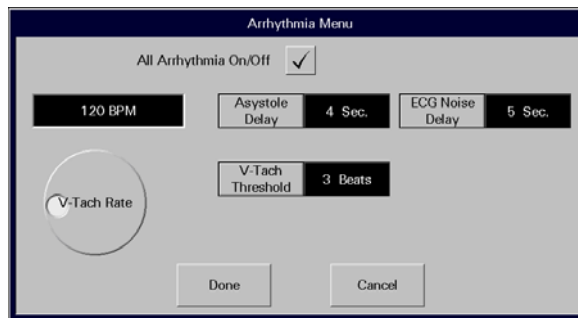 Arrhythmia Menu
All Arrhythmia On/Off
120 BPM
Asystole
Delay
4 Sec.
ECG Noise
Delay
5 Sec.
V-Tach Rate
V-Tach
Threshold
3 Beats
Done
Cancel